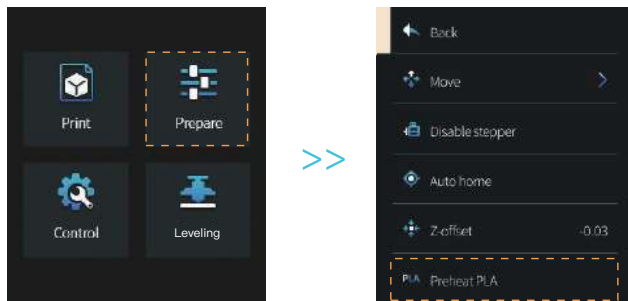 Print
Prepare
Control
Leveling
>>
Back
Move
Disable stepper
Auto home
Z-offset -0.03
PLA Preheat PLA